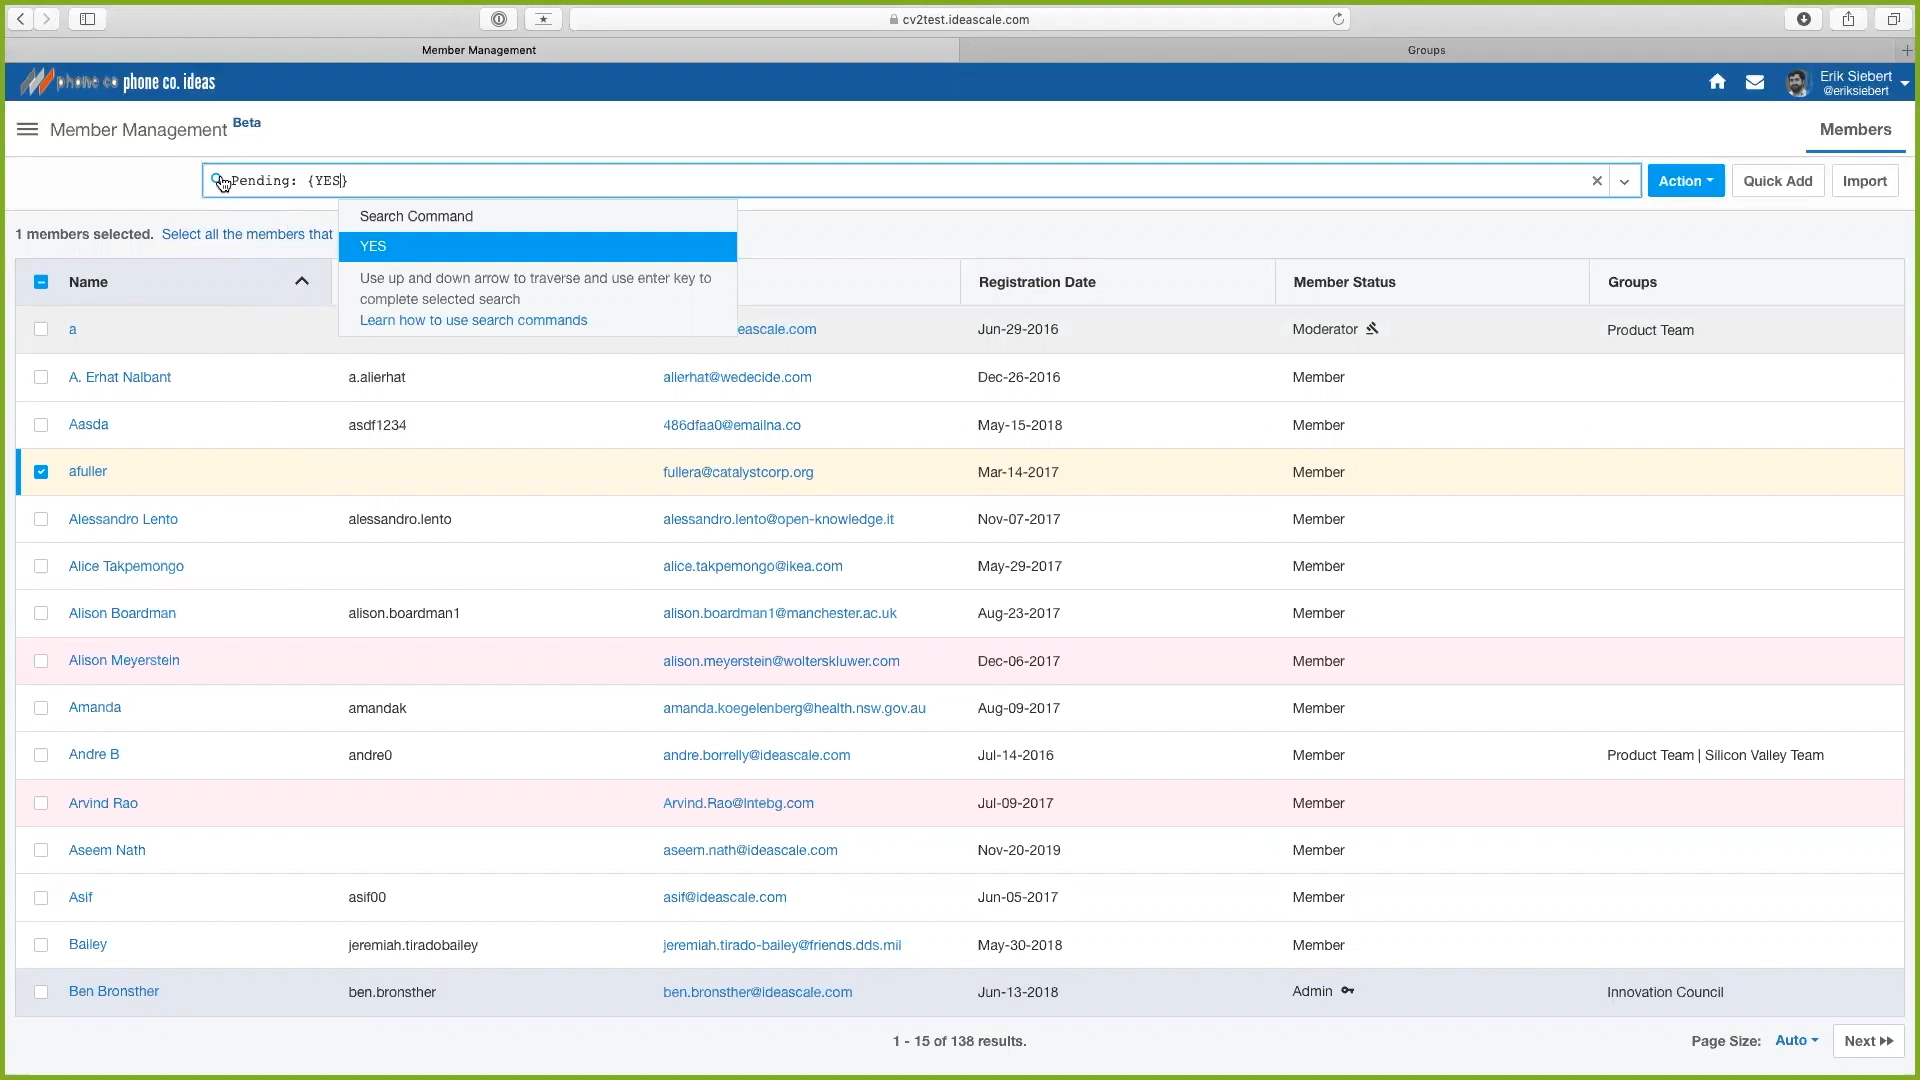 cv2test.ideascale.com
Member Management
Groups
phone co. ideas
Erik Siebert
@eriksiebert
Member Management Beta
Members
Pending: {YES}
Action
Quick Add
Import
1 members selected. Select all the members that
Search Command
YES
Use up and down arrow to traverse and use enter key to
complete selected search
Learn how to use search commands
Name Registration Date Member Status Groups
a eascale.com Jun-29-2016 Moderator Product Team
A. Erhat Nalbant a.alierhat alierhat@wedecide.com Dec-26-2016 Member
Aasda asdf1234 486dfaa0@emailna.co May-15-2018 Member
afuller fullera@catalystcorp.org Mar-14-2017 Member
Alessandro Lento alessandro.lento alessandro.lento@open-knowledge.it Nov-07-2017 Member
Alice Takpemongo alice.takpemongo@ikea.com May-29-2017 Member
Alison Boardman alison.boardman1 alison.boardman1@manchester.ac.uk Aug-23-2017 Member
Alison Meyerstein alison.meyerstein@wolterskluwer.com Dec-06-2017 Member
Amanda amandak amanda.koegelenberg@health.nsw.gov.au Aug-09-2017 Member
Andre B andre0 andre.borrelly@ideascale.com Jul-14-2016 Member Product Team | Silicon Valley Team
Arvind Rao Arvind.Rao@lntebg.com Jul-09-2017 Member
Aseem Nath aseem.nath@ideascale.com Nov-20-2019 Member
Asif asif00 asif@ideascale.com Jun-05-2017 Member
Bailey jeremiah.tiradobailey jeremiah.tirado-bailey@friends.dds.mil May-30-2018 Member
Ben Bronsther ben.bronsther ben.bronsther@ideascale.com Jun-13-2018 Admin Innovation Council
1 - 15 of 138 results.
Page Size: Auto
Next